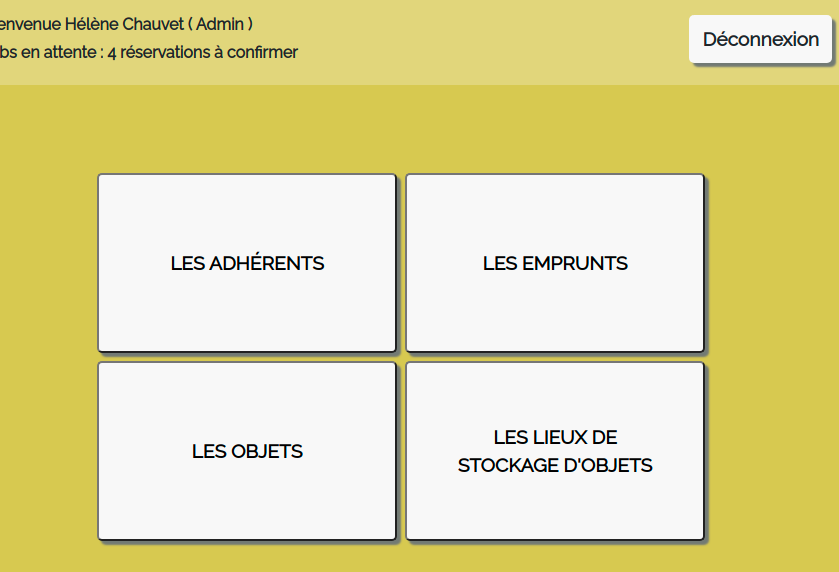 envenue Hélène Chauvet ( Admin )
bs en attente : 4 réservations à confirmer
Déconnexion
LES ADHÉRENTS
LES EMPRUNTS
LES OBJETS
LES LIEUX DE
STOCKAGE D'OBJETS